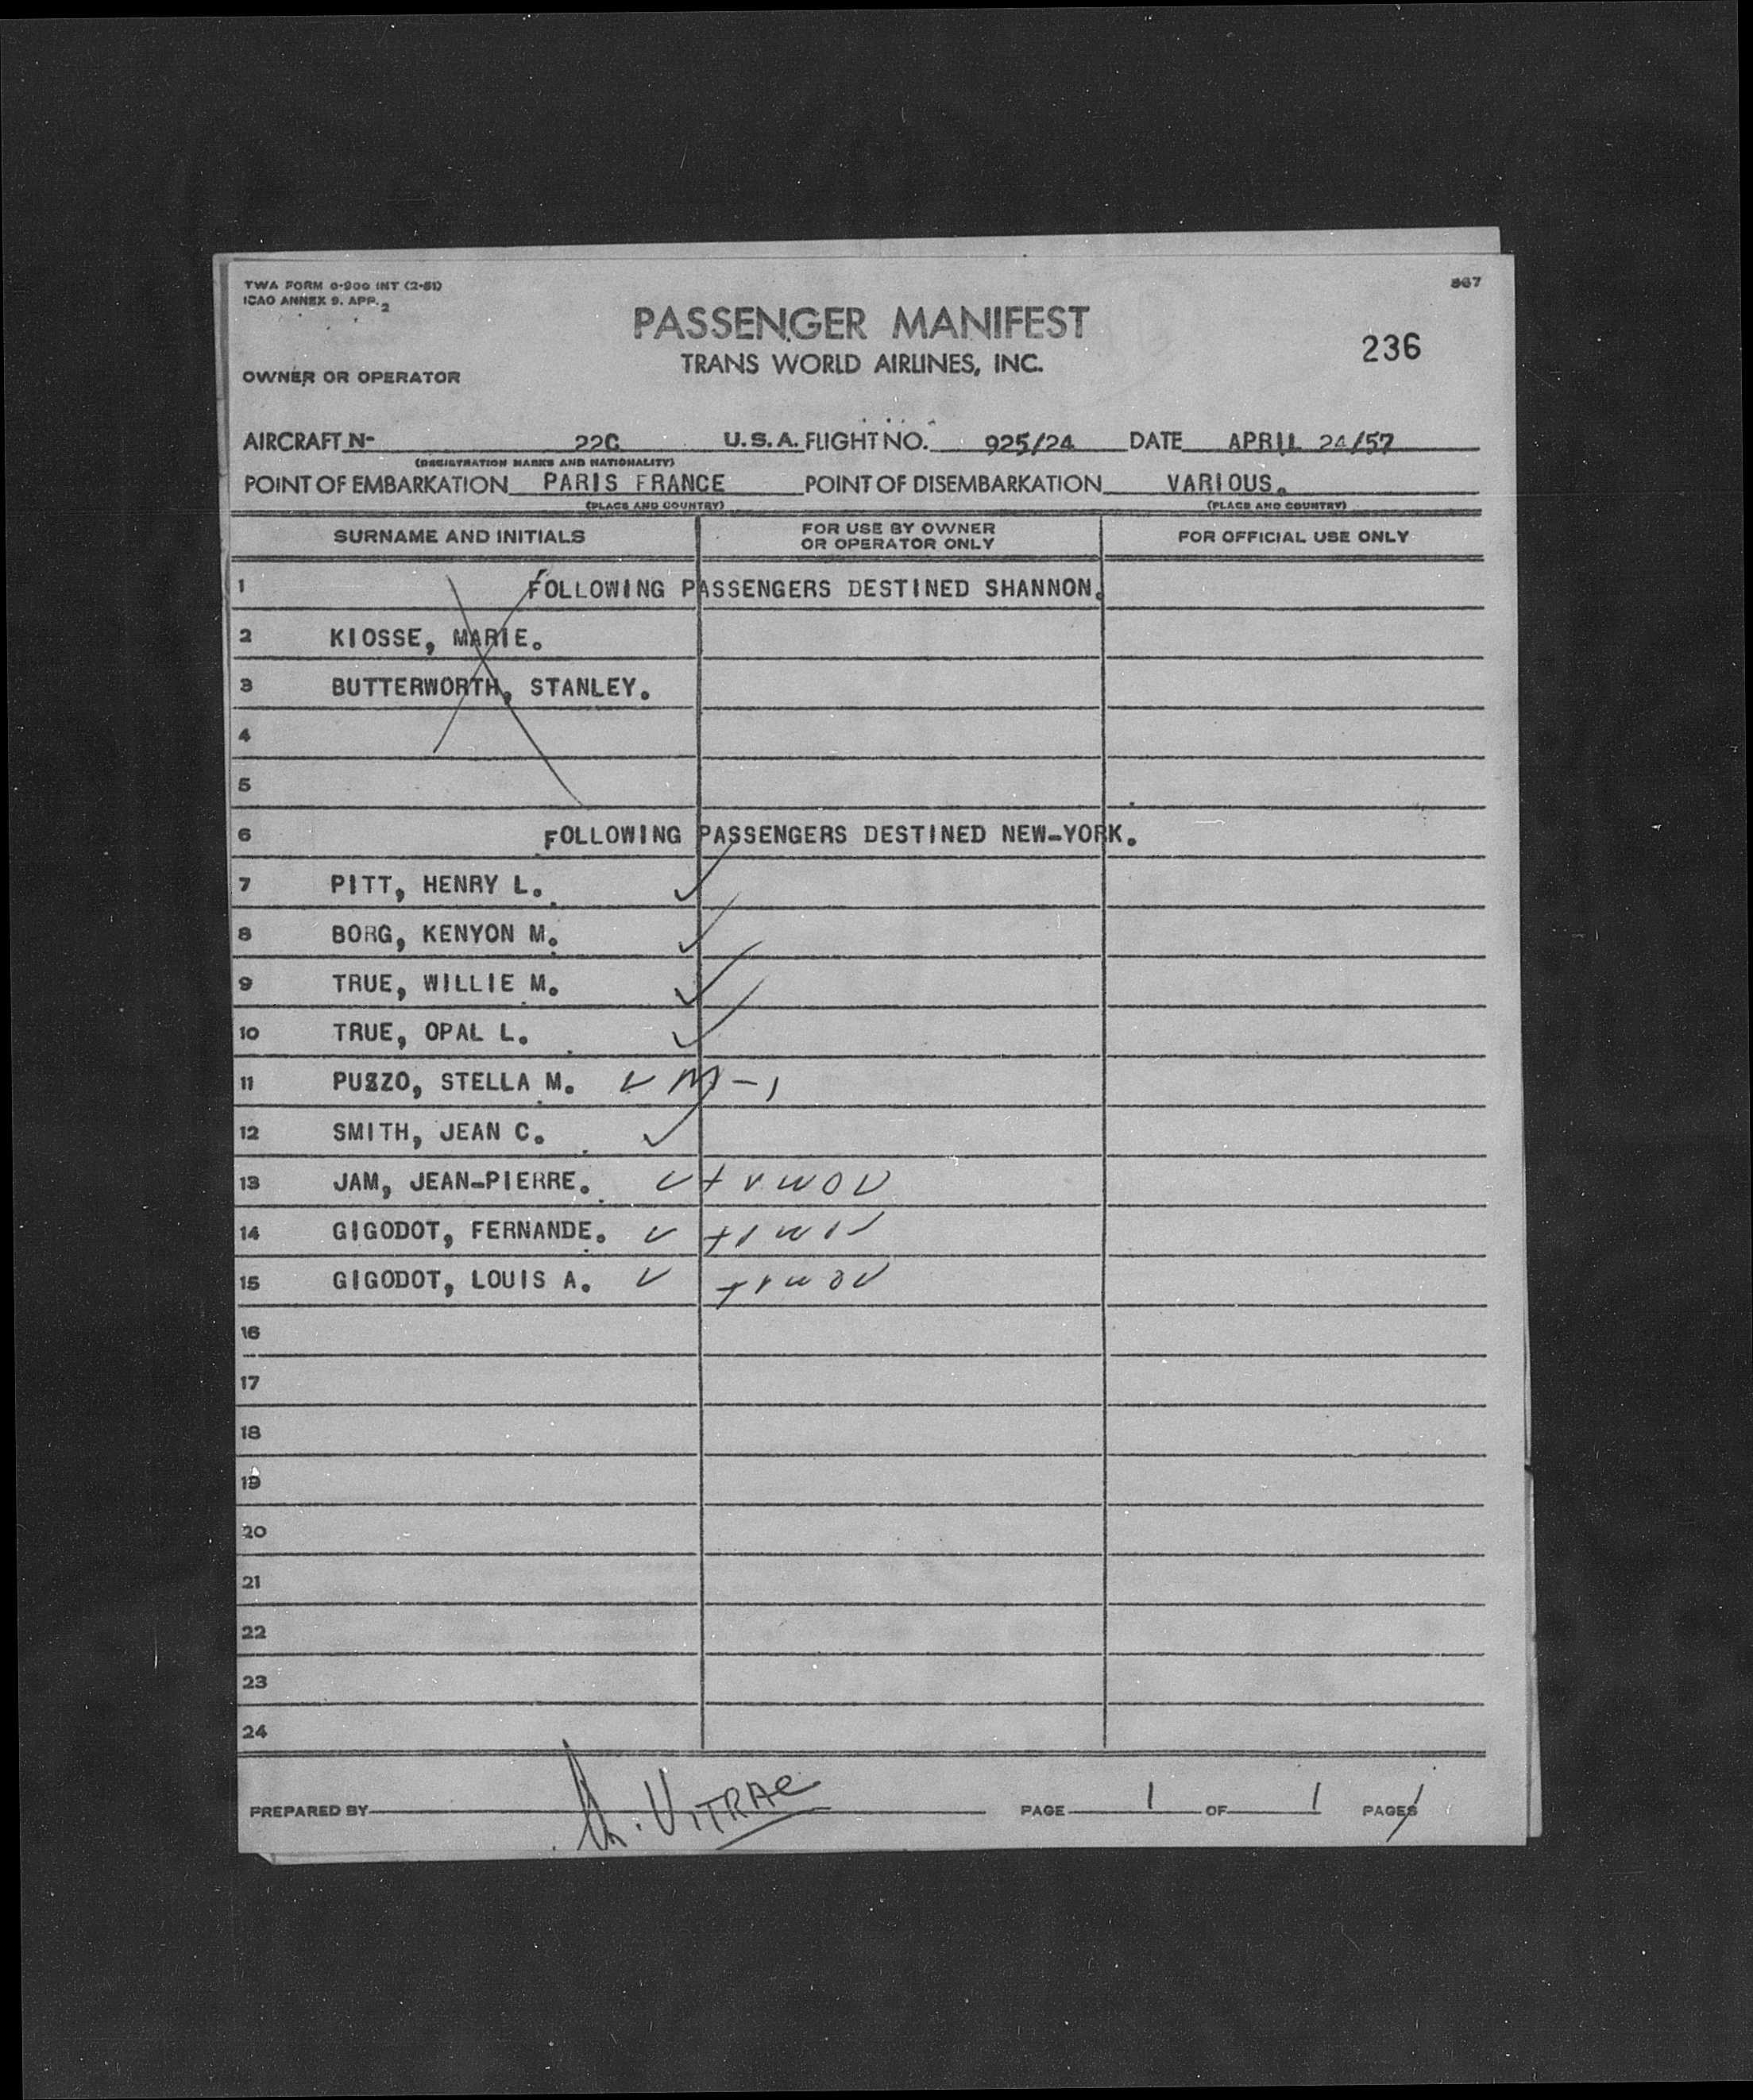 TWA FORM 0-900 INT (2-51)
ICAO ANNEX 9. APP. 2
567
PASSENGER MANIFEST
236
TRANS WORLD AIRLINES, INC.
OWNER OR OPERATOR
AIRCRAFT N- 22C U.S.A. FLIGHT NO. 925/24 DATE APRIL 24/57
(REGISTRATION MARKS AND NATIONALITY)
POINT OF EMBARKATION PARIS FRANCE POINT OF DISEMBARKATION VARIOUS.
(PLACE AND COUNTRY) (PLACE AND COUNTRY)
SURNAME AND INITIALS FOR USE BY OWNER OR OPERATOR ONLY FOR OFFICIAL USE ONLY
1 FOLLOWING PASSENGERS DESTINED SHANNON.
2 KIOSSE, MARIE.
3 BUTTERWORTH, STANLEY.
4
5
6 FOLLOWING PASSENGERS DESTINED NEW-YORK.
7 PITT, HENRY L. ✓
8 BORG, KENYON M. ✓
9 TRUE, WILLIE M. ✓
10 TRUE, OPAL L. ✓
11 PUZZO, STELLA M. ✓ M-1
12 SMITH, JEAN C. ✓
13 JAM, JEAN-PIERRE. ✓
14 GIGODOT, FERNANDE. ✓
15 GIGODOT, LOUIS A. ✓
16
17
18
19
20
21
22
23
24
PREPARED BY VITRAC PAGE 1 OF 1 PAGES